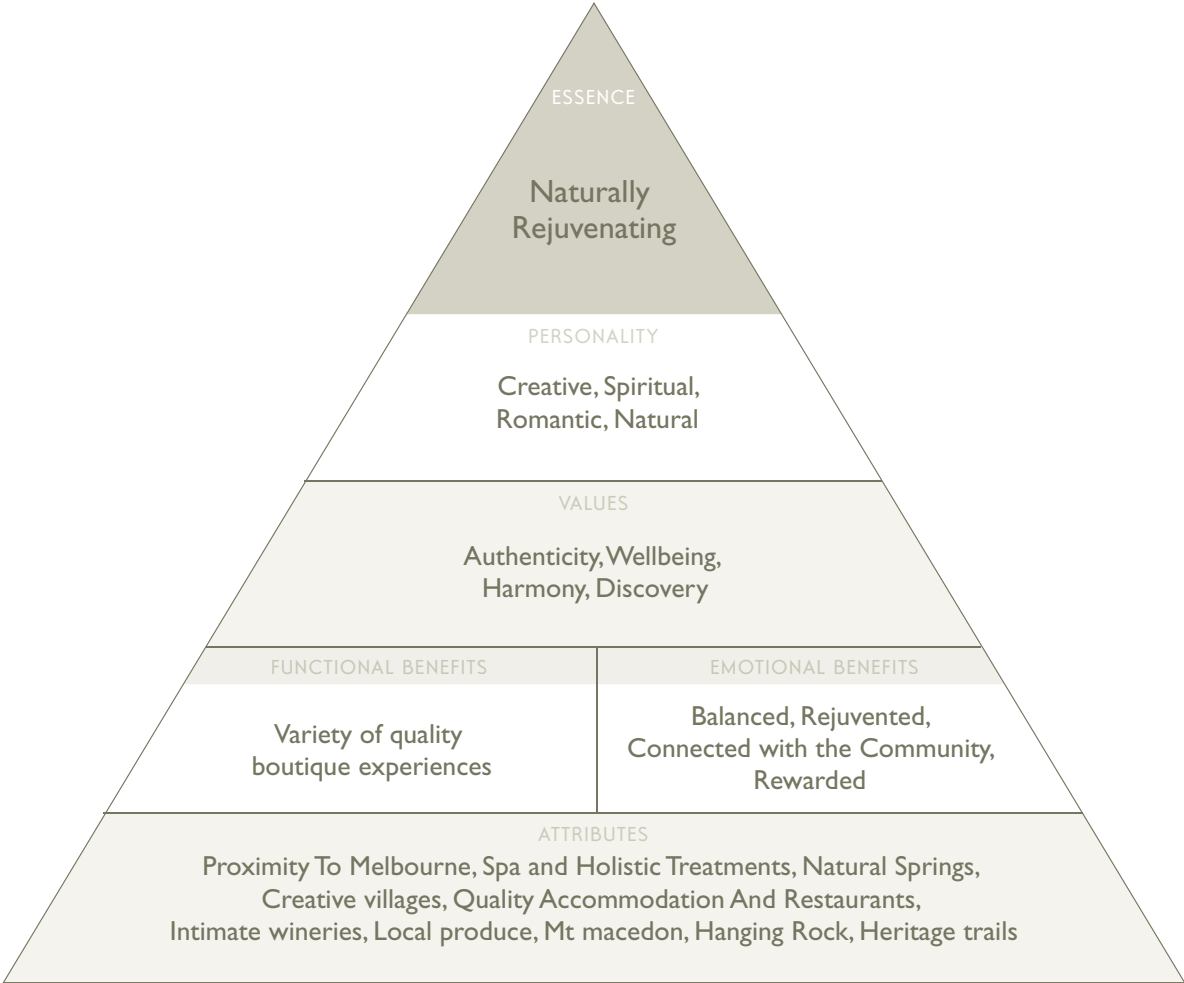 ESSENCE
Naturally
Rejuvenating
PERSONALITY
Creative, Spiritual,
Romantic, Natural
VALUES
Authenticity, Wellbeing,
Harmony, Discovery
FUNCTIONAL BENEFITS
Variety of quality
boutique experiences
EMOTIONAL BENEFITS
Balanced, Rejuvented,
Connected with the Community,
Rewarded
ATTRIBUTES
Proximity To Melbourne, Spa and Holistic Treatments, Natural Springs,
Creative villages, Quality Accommodation And Restaurants,
Intimate wineries, Local produce, Mt macedon, Hanging Rock, Heritage trails